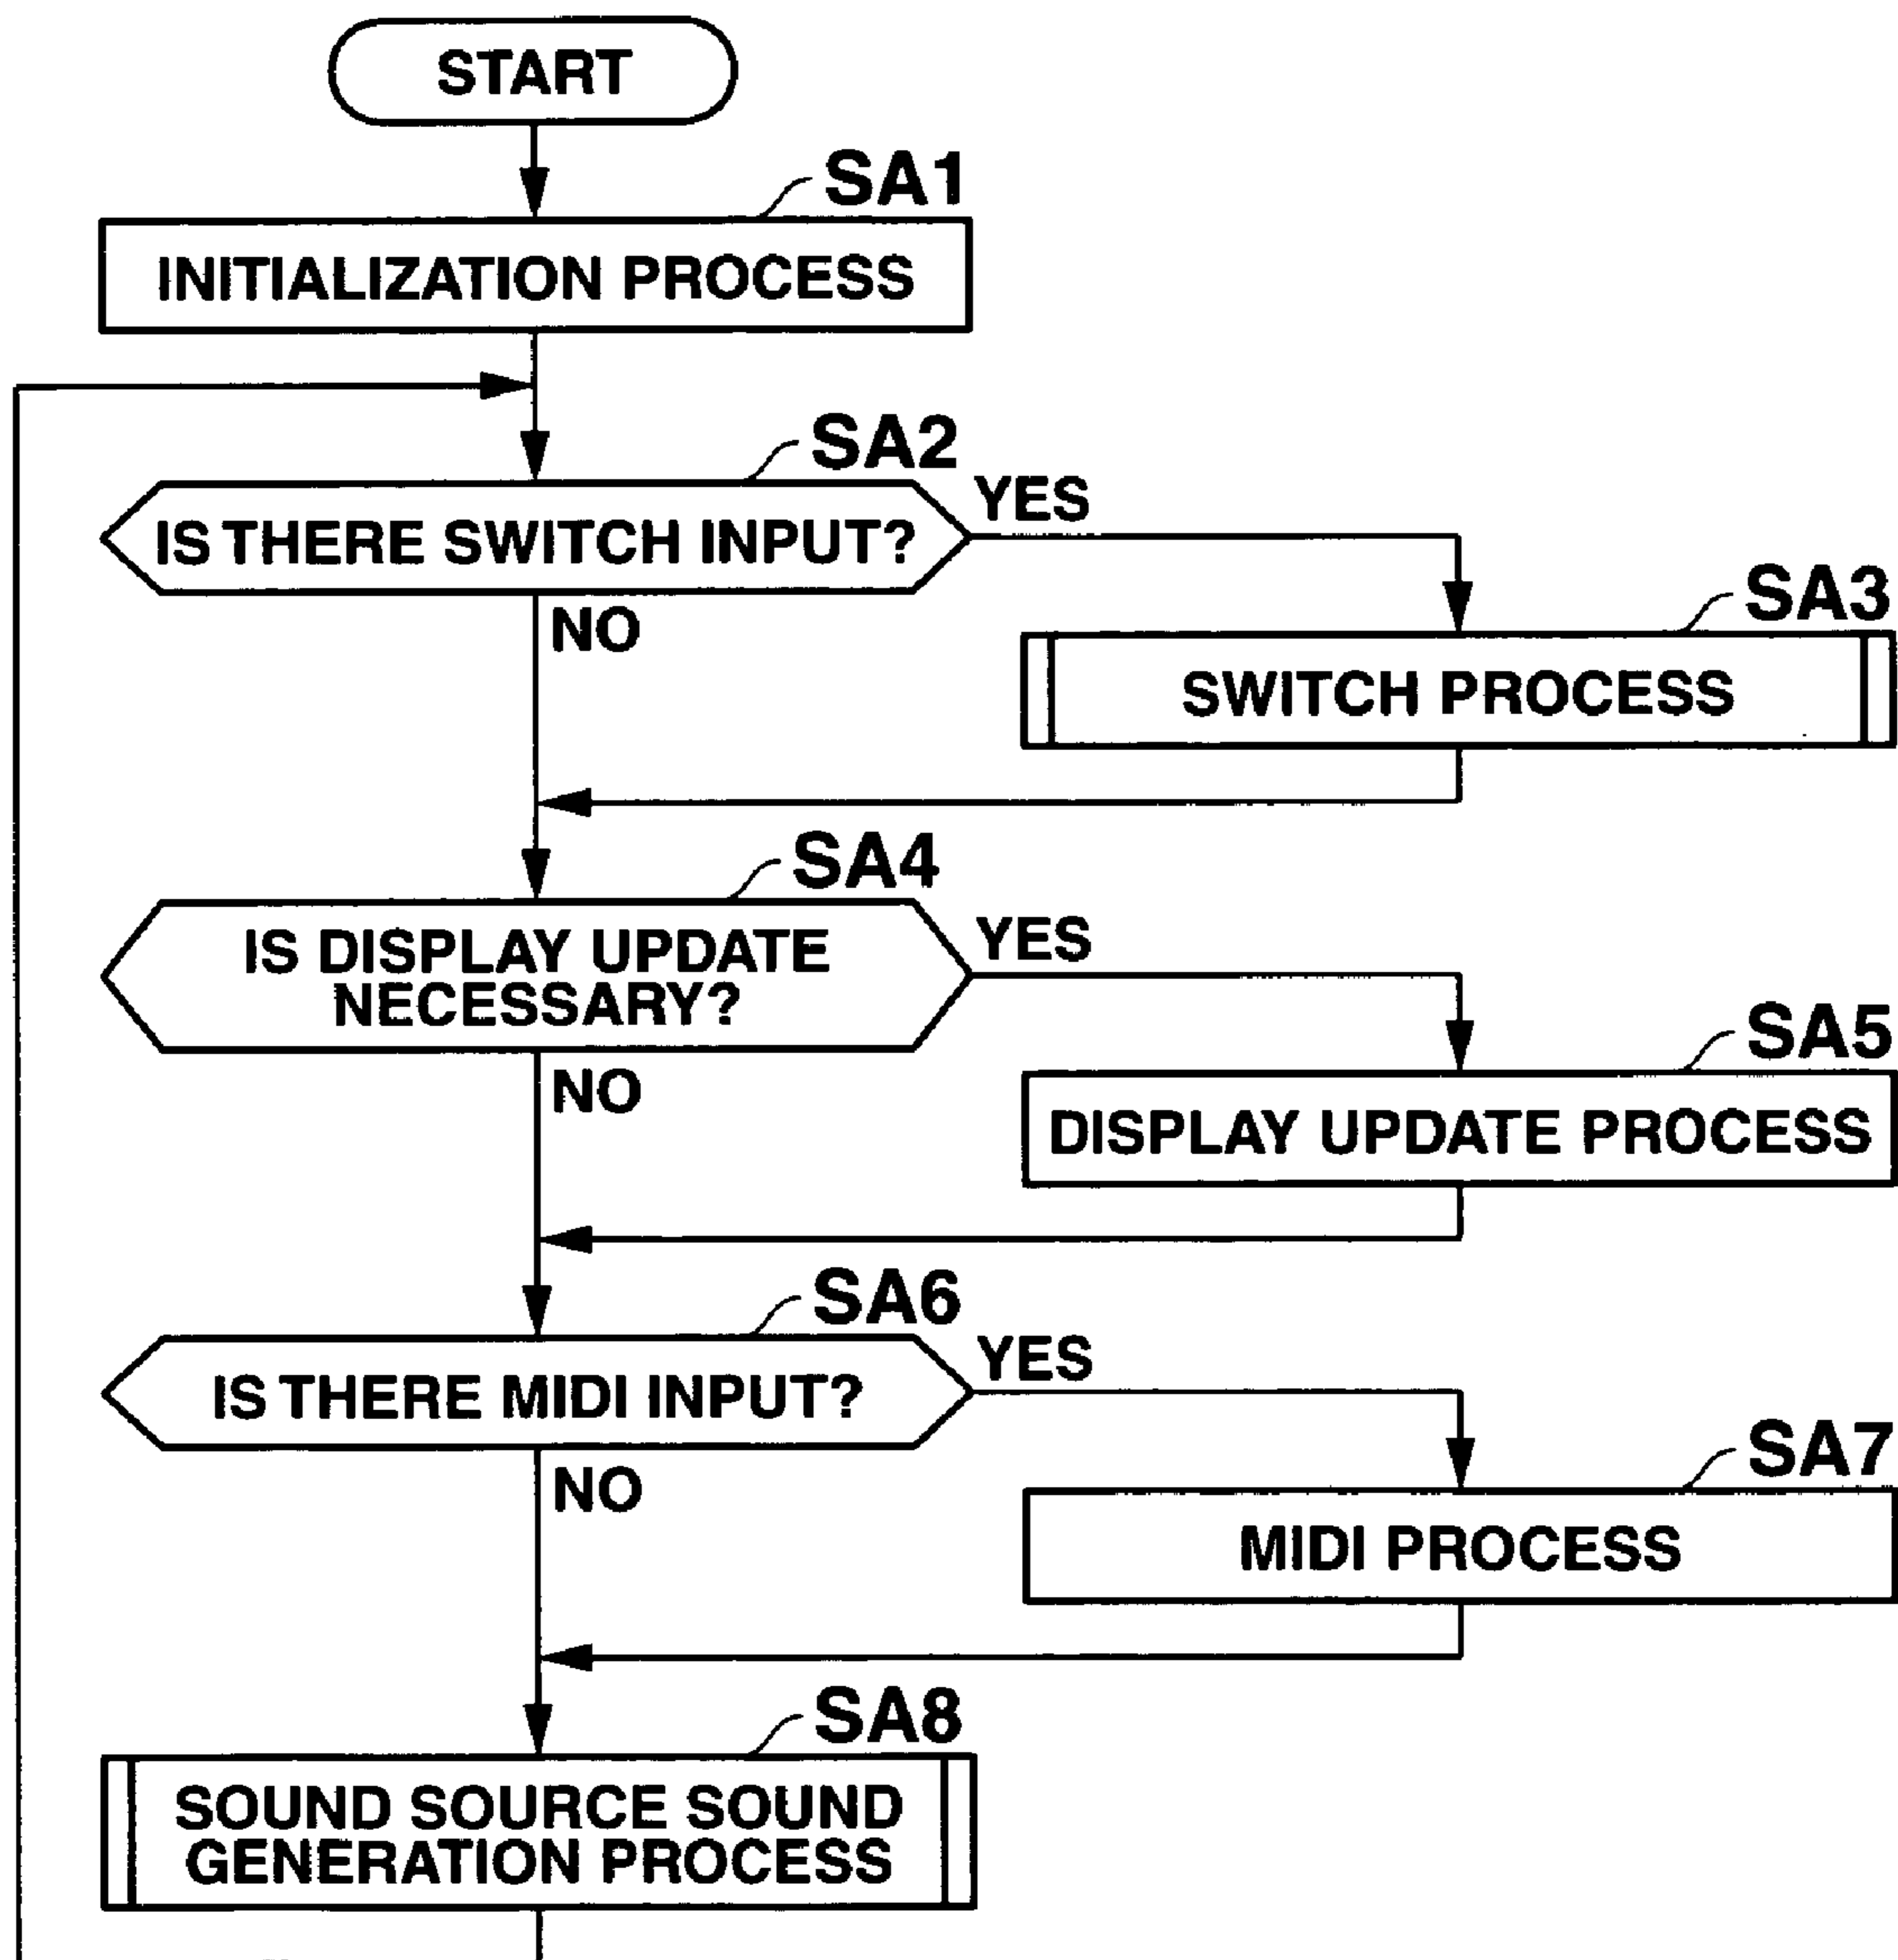 START
SA1
INITIALIZATION PROCESS
SA2
IS THERE SWITCH INPUT?
YES
NO
SA3
SWITCH PROCESS
SA4
IS DISPLAY UPDATE
NECESSARY?
YES
NO
SA5
DISPLAY UPDATE PROCESS
SA6
IS THERE MIDI INPUT?
YES
NO
SA7
MIDI PROCESS
SA8
SOUND SOURCE SOUND
GENERATION PROCESS